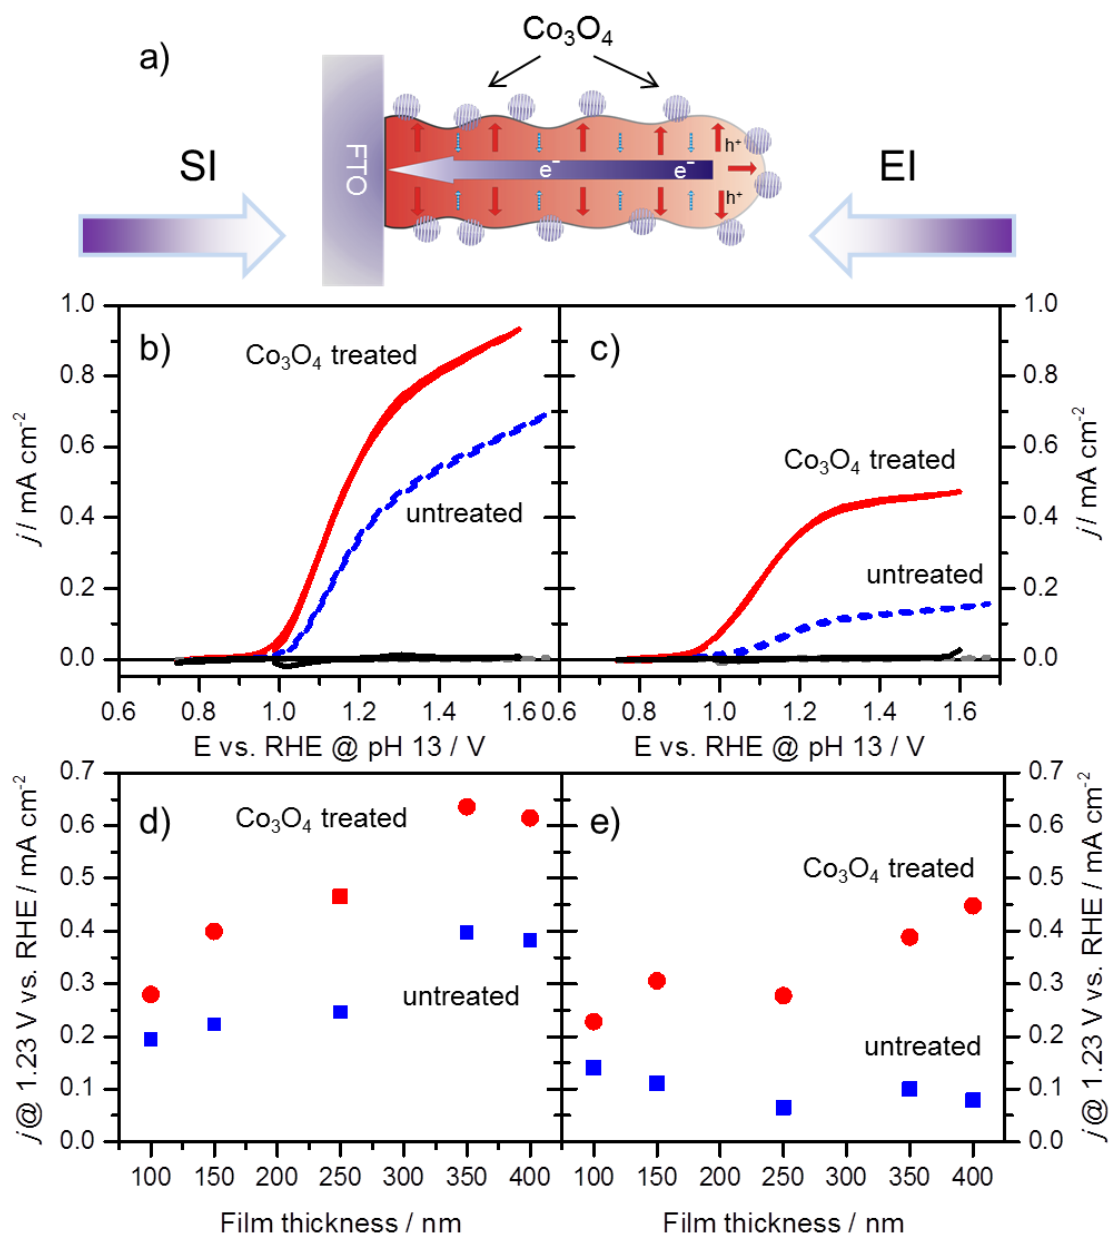 Co₃O₄
a)
SI
FTO
e⁻
e⁻
h⁺
h⁺
EI
b)
Co₃O₄ treated
untreated
j / mA cm⁻²
1.0
0.8
0.6
0.4
0.2
0.0
0.6 0.8 1.0 1.2 1.4 1.6
E vs. RHE @ pH 13 / V
c)
Co₃O₄ treated
untreated
j / mA cm⁻²
1.0
0.8
0.6
0.4
0.2
0.0
0.6 0.8 1.0 1.2 1.4 1.6
E vs. RHE @ pH 13 / V
d)
Co₃O₄ treated
untreated
j @ 1.23 V vs. RHE / mA cm⁻²
0.7
0.6
0.5
0.4
0.3
0.2
0.1
0.0
100 150 200 250 300 350 400
Film thickness / nm
e)
Co₃O₄ treated
untreated
j @ 1.23 V vs. RHE / mA cm⁻²
0.7
0.6
0.5
0.4
0.3
0.2
0.1
0.0
100 150 200 250 300 350 400
Film thickness / nm